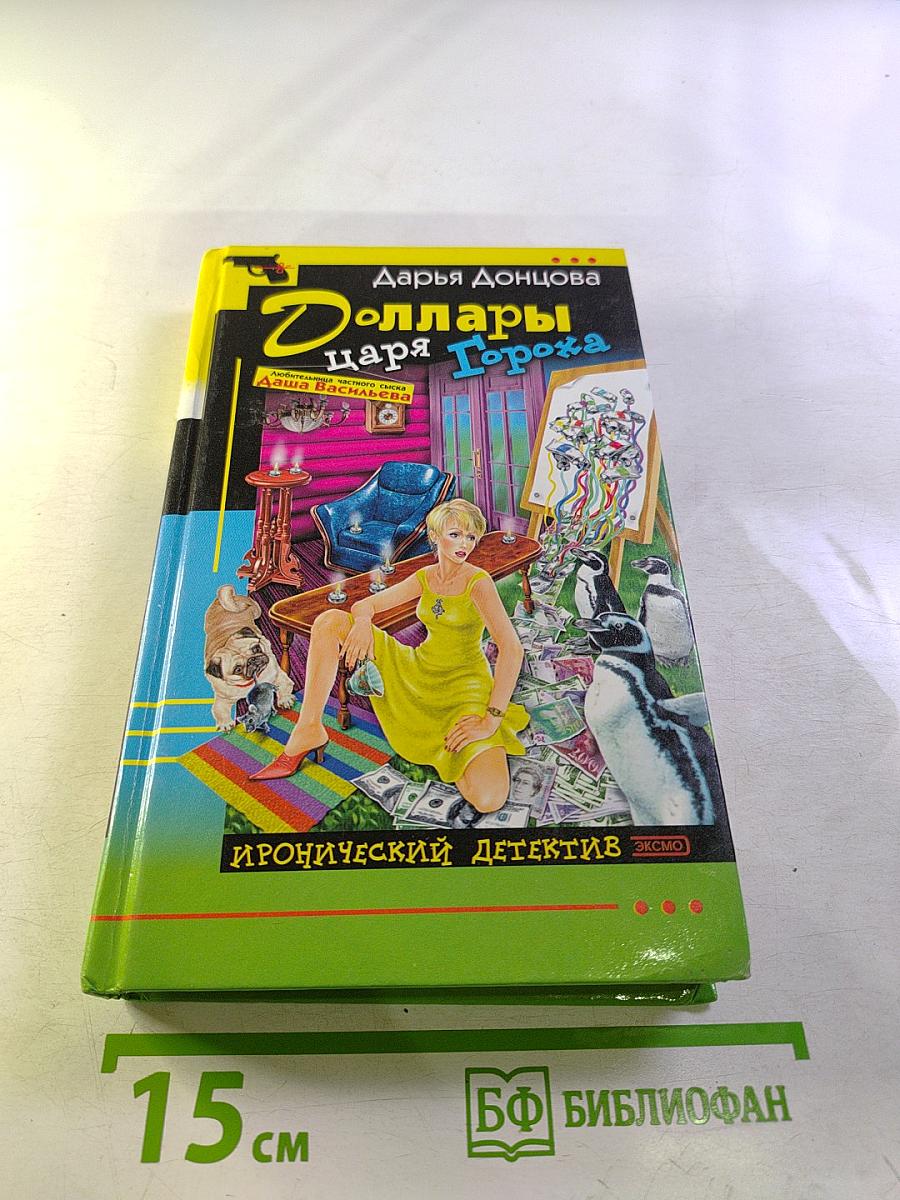 Дарья Донцова
Доллары
царя Гороха
Любительница частного сыска
Даша Васильева
ИРОНИЧЕСКИЙ ДЕТЕКТИВ ЭКСМО
15 см
БФ БИБЛИОФАН